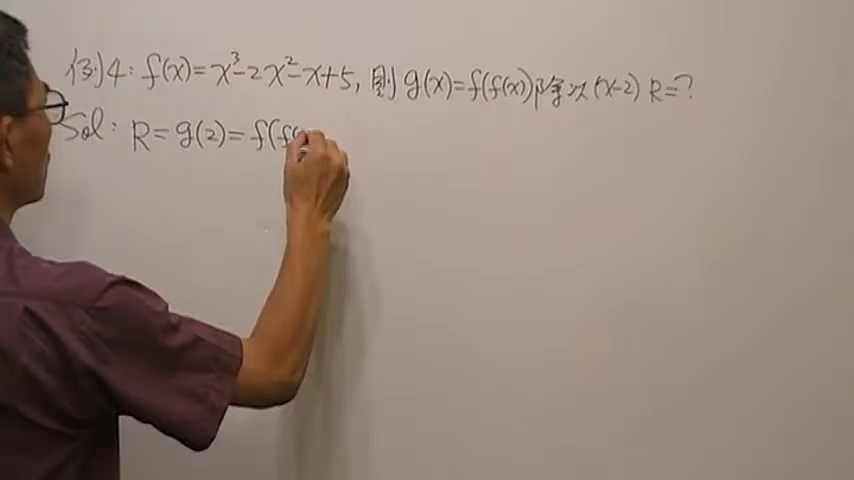 例4: f(x)=x³-2x²-x+5, 則 g(x)=f(f(x)) 除以 (x-2) R=?
Sol: R=g(2)=f(f(